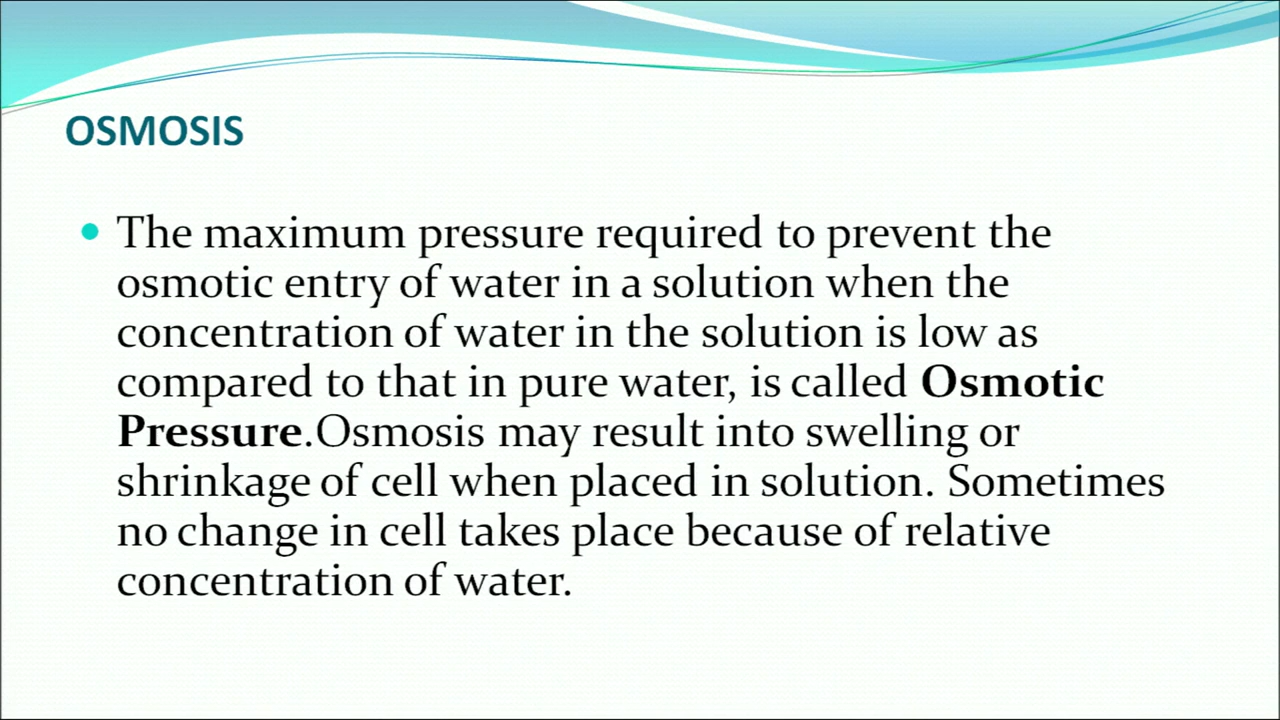 OSMOSIS
• The maximum pressure required to prevent the
osmotic entry of water in a solution when the
concentration of water in the solution is low as
compared to that in pure water, is called Osmotic
Pressure.Osmosis may result into swelling or
shrinkage of cell when placed in solution. Sometimes
no change in cell takes place because of relative
concentration of water.